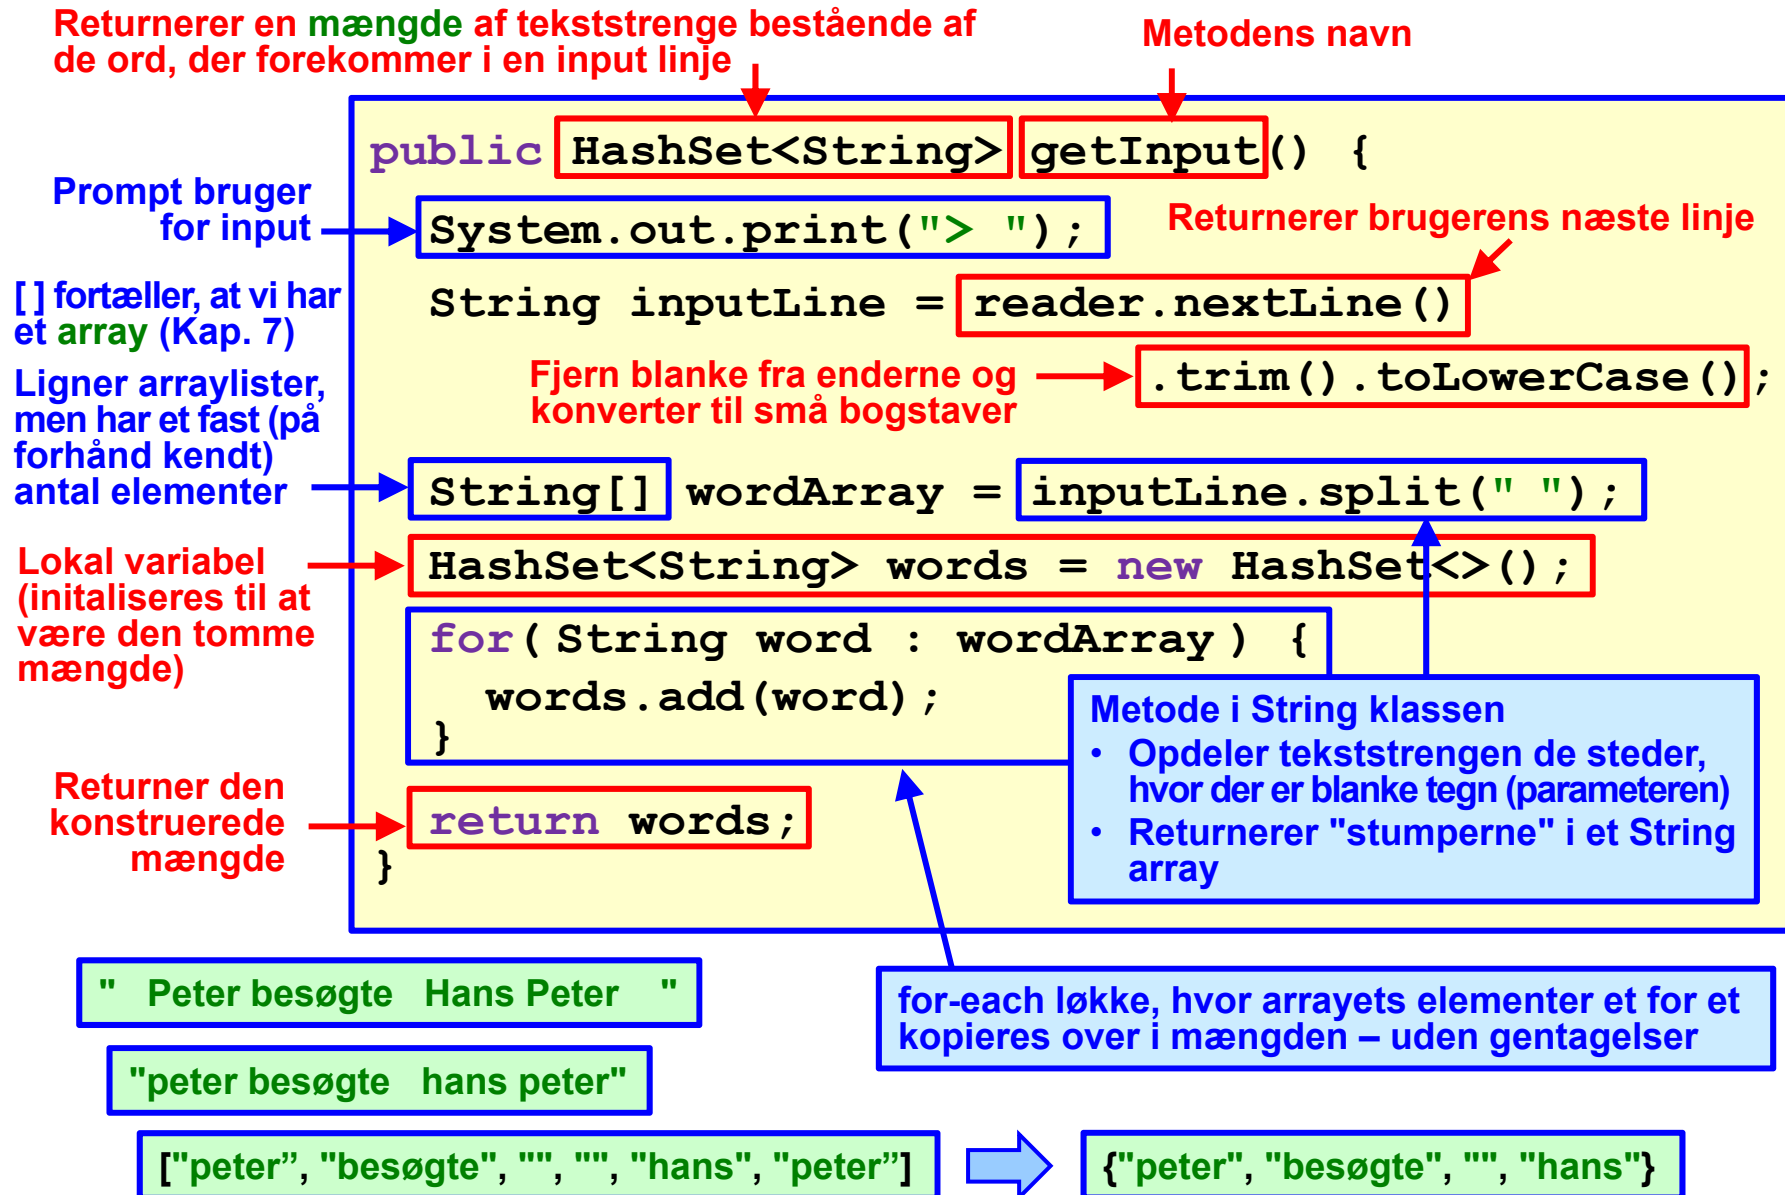 Returnerer en mængde af tekststrenge bestående af
de ord, der forekommer i en input linje
Metodens navn
public HashSet<String> getInput() {
Prompt bruger
for input
System.out.print("> ");
Returnerer brugerens næste linje
[ ] fortæller, at vi har
et array (Kap. 7)
String inputLine = reader.nextLine()
Ligner arraylister,
men har et fast (på
forhånd kendt)
antal elementer
Fjern blanke fra enderne og
konverter til små bogstaver
.trim().toLowerCase();
String[] wordArray = inputLine.split(" ");
Lokal variabel
(initaliseres til at
være den tomme
mængde)
HashSet<String> words = new HashSet<>();
for( String word : wordArray ) {
words.add(word);
}
Metode i String klassen
• Opdeler tekststrengen de steder,
hvor der er blanke tegn (parameteren)
• Returnerer "stumperne" i et String
array
Returner den
konstruerede
mængde
return words;
}
"   Peter besøgte   Hans Peter   "
for-each løkke, hvor arrayets elementer et for et
kopieres over i mængden – uden gentagelser
"peter besøgte   hans peter"
["peter”, "besøgte", "", "", "hans", "peter”]
{"peter", "besøgte", "", "hans"}